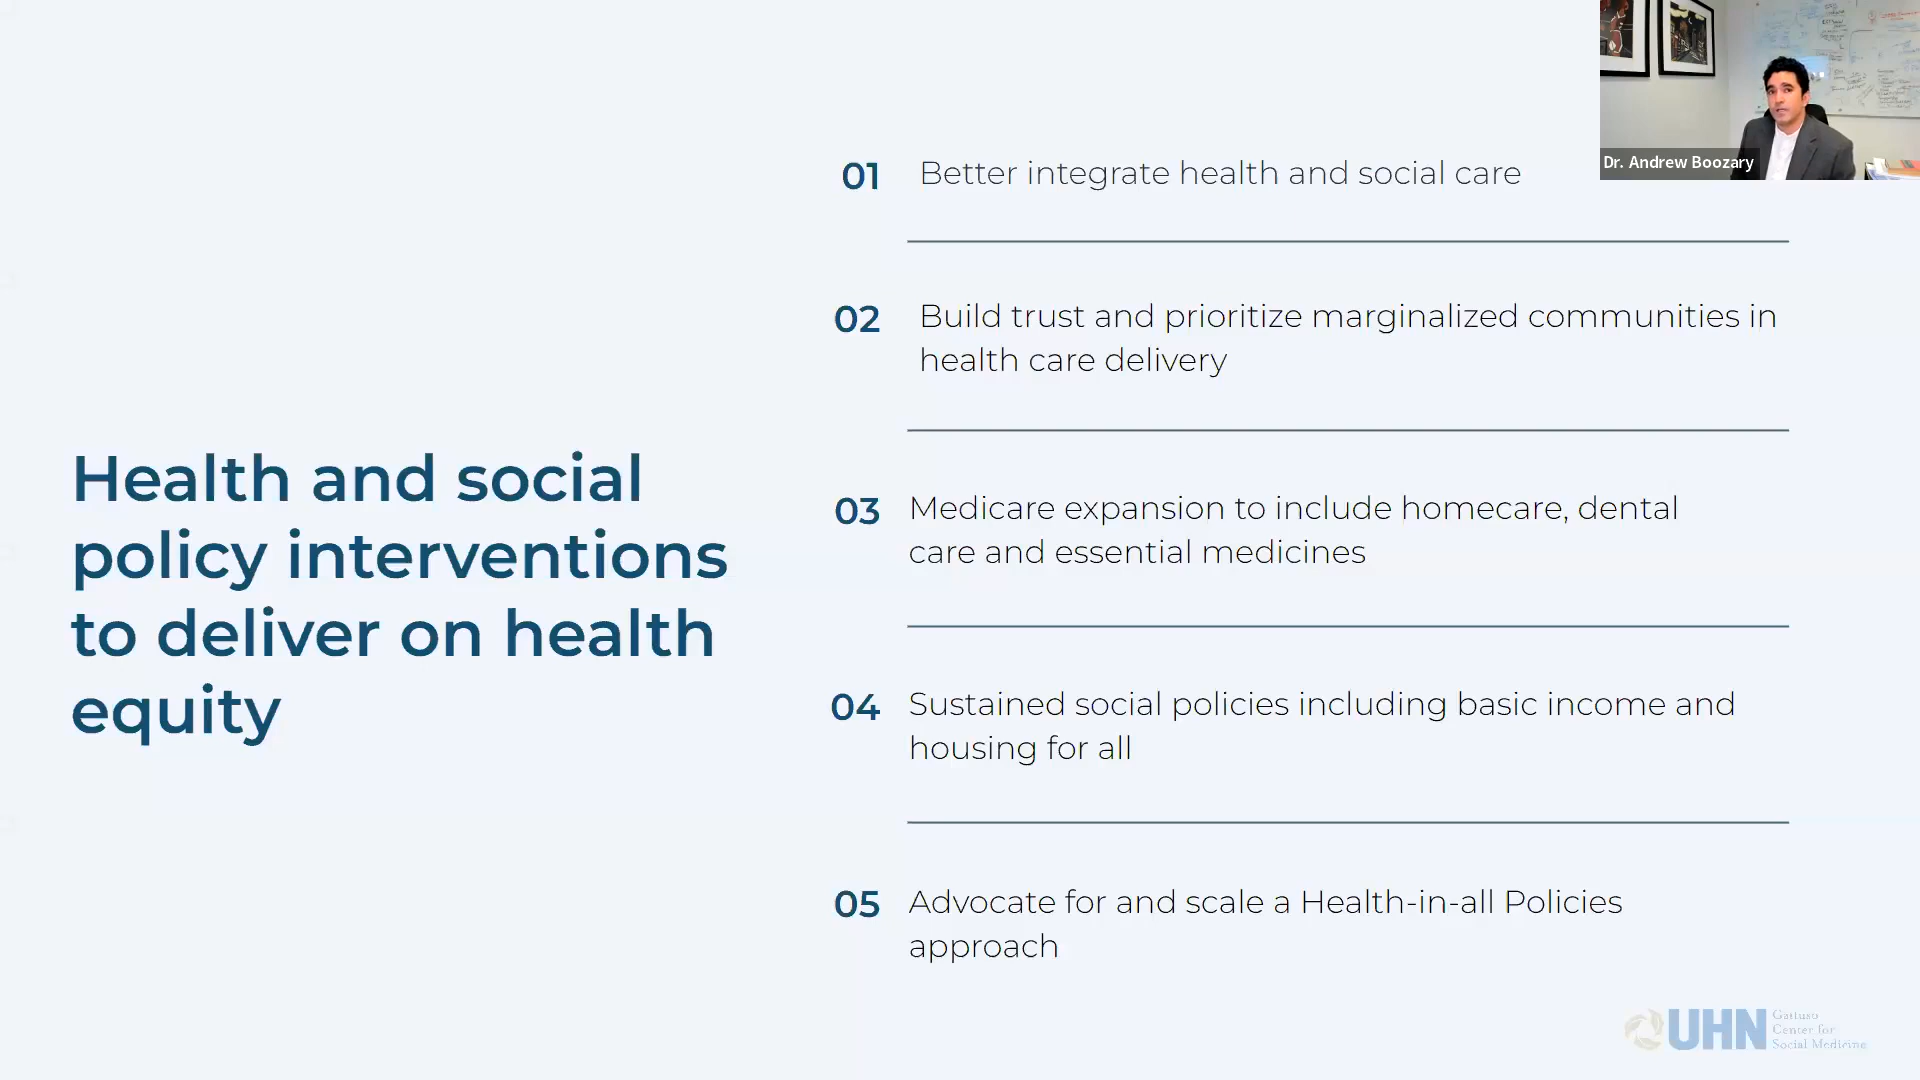 Dr. Andrew Boozary
Health and social
policy interventions
to deliver on health
equity
01 Better integrate health and social care
02 Build trust and prioritize marginalized communities in
health care delivery
03 Medicare expansion to include homecare, dental
care and essential medicines
04 Sustained social policies including basic income and
housing for all
05 Advocate for and scale a Health-in-all Policies
approach
UHN Gattuso
Center for
Social Medicine